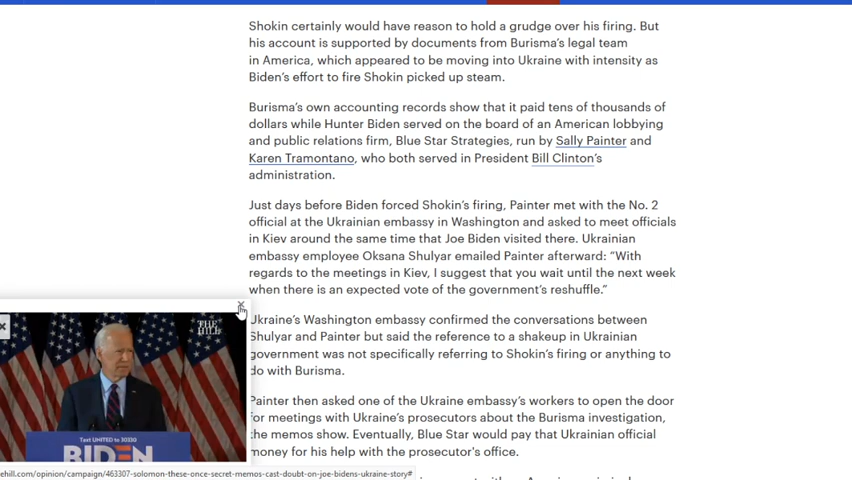 Shokin certainly would have reason to hold a grudge over his firing. But
his account is supported by documents from Burisma's legal team
in America, which appeared to be moving into Ukraine with intensity as
Biden's effort to fire Shokin picked up steam.
Burisma's own accounting records show that it paid tens of thousands of
dollars while Hunter Biden served on the board of an American lobbying
and public relations firm, Blue Star Strategies, run by Sally Painter and
Karen Tramontano, who both served in President Bill Clinton's
administration.
Just days before Biden forced Shokin's firing, Painter met with the No. 2
official at the Ukrainian embassy in Washington and asked to meet officials
in Kiev around the same time that Joe Biden visited there. Ukrainian
embassy employee Oksana Shulyar emailed Painter afterward: "With
regards to the meetings in Kiev, I suggest that you wait until the next week
when there is an expected vote of the government's reshuffle."
Ukraine's Washington embassy confirmed the conversations between
Shulyar and Painter but said the reference to a shakeup in Ukrainian
government was not specifically referring to Shokin's firing or anything to
do with Burisma.
Painter then asked one of the Ukraine embassy's workers to open the door
for meetings with Ukraine's prosecutors about the Burisma investigation,
the memos show. Eventually, Blue Star would pay that Ukrainian official
money for his help with the prosecutor's office.
THE
HILL
Text UNITED to 30330
BIDEN
ehill.com/opinion/campaign/463307-solomon-these-once-secret-memos-cast-doubt-on-joe-bidens-ukraine-story#